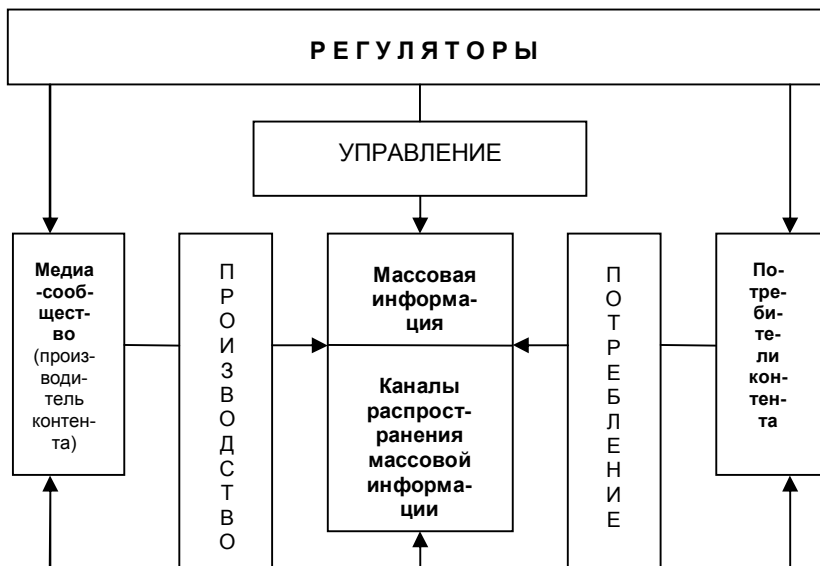 Р Е Г У Л Я Т О Р Ы
УПРАВЛЕНИЕ
Медиа
-сооб-
щест-
во
(произ-
води-
тель
контен-
та)
П
Р
О
И
З
В
О
Д
С
Т
В
О
Массовая
информа-
ция
Каналы
распрост-
ранения
массовой
информа-
ции
П
О
Т
Р
Е
Б
Л
Е
Н
И
Е
По-
тре-
би-
те-
ли
кон-
тен-
та